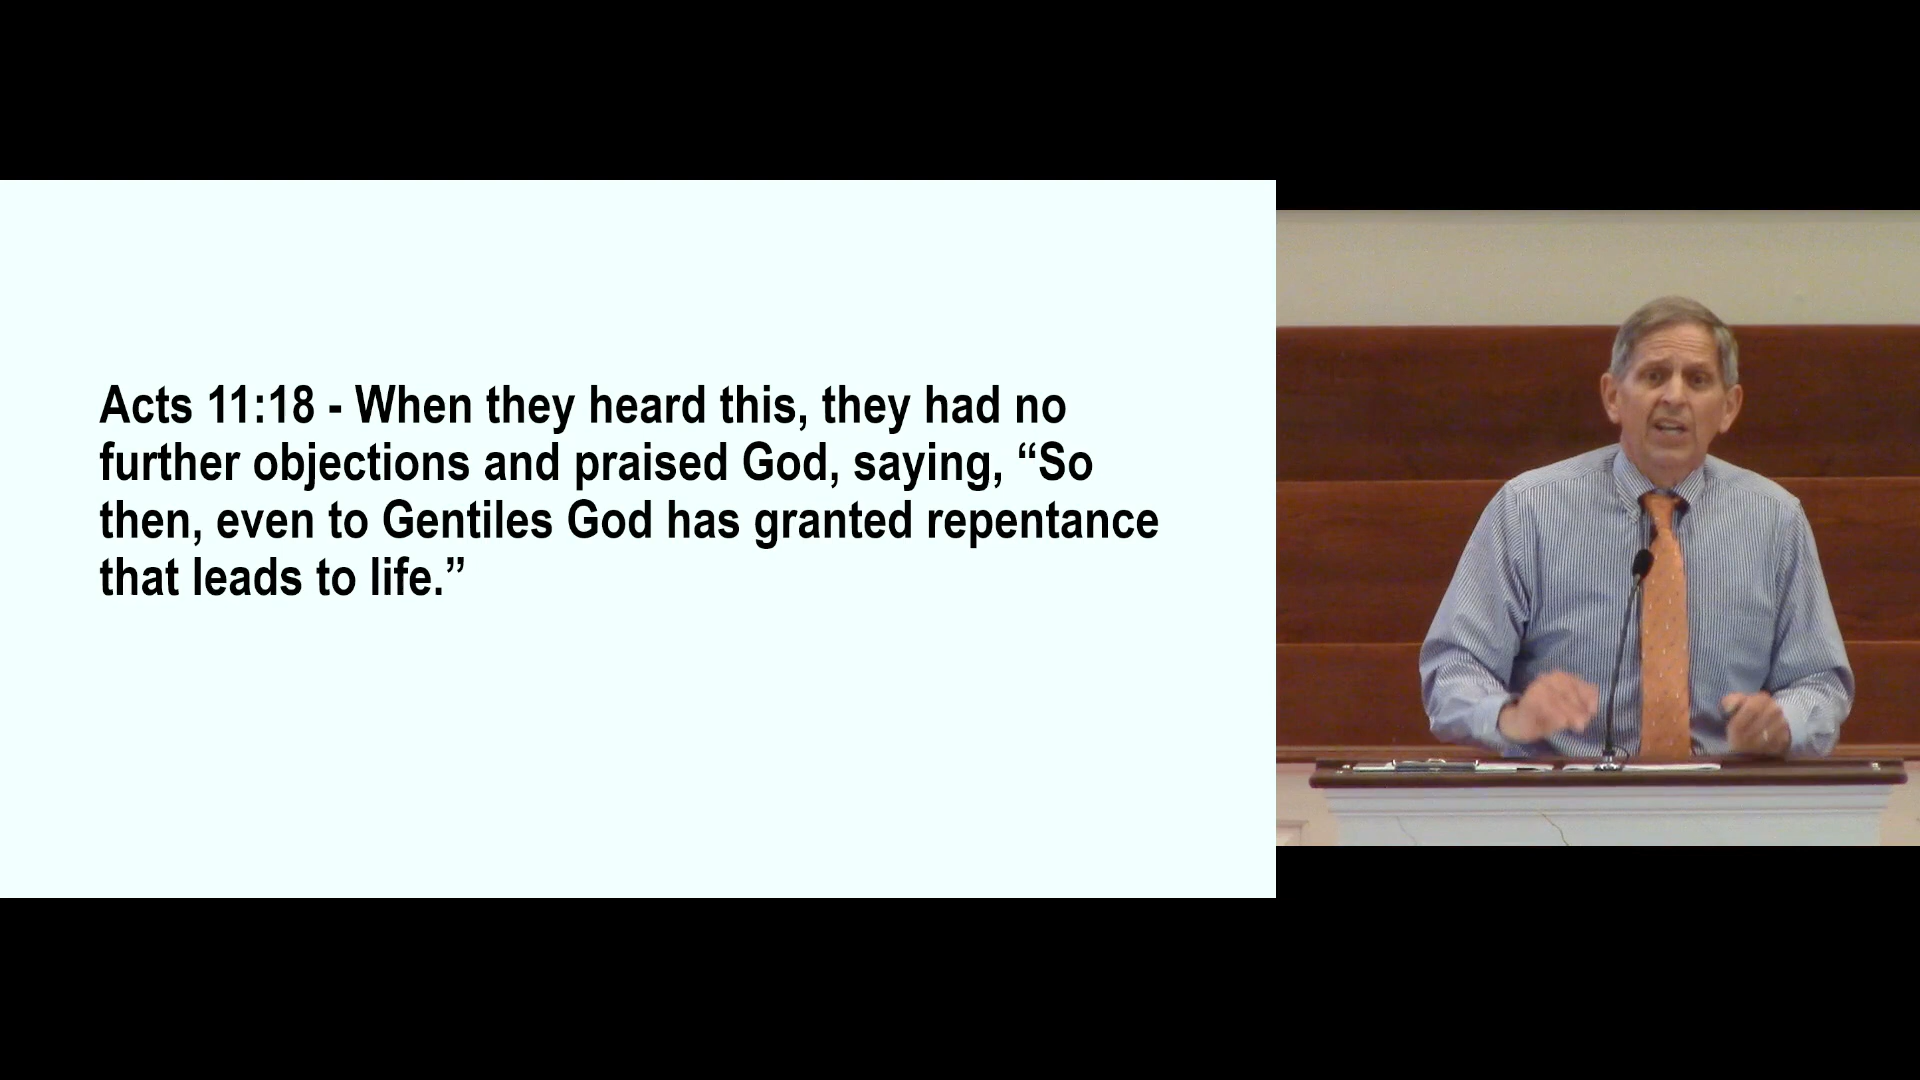 Acts 11:18 - When they heard this, they had no
further objections and praised God, saying, “So
then, even to Gentiles God has granted repentance
that leads to life.”